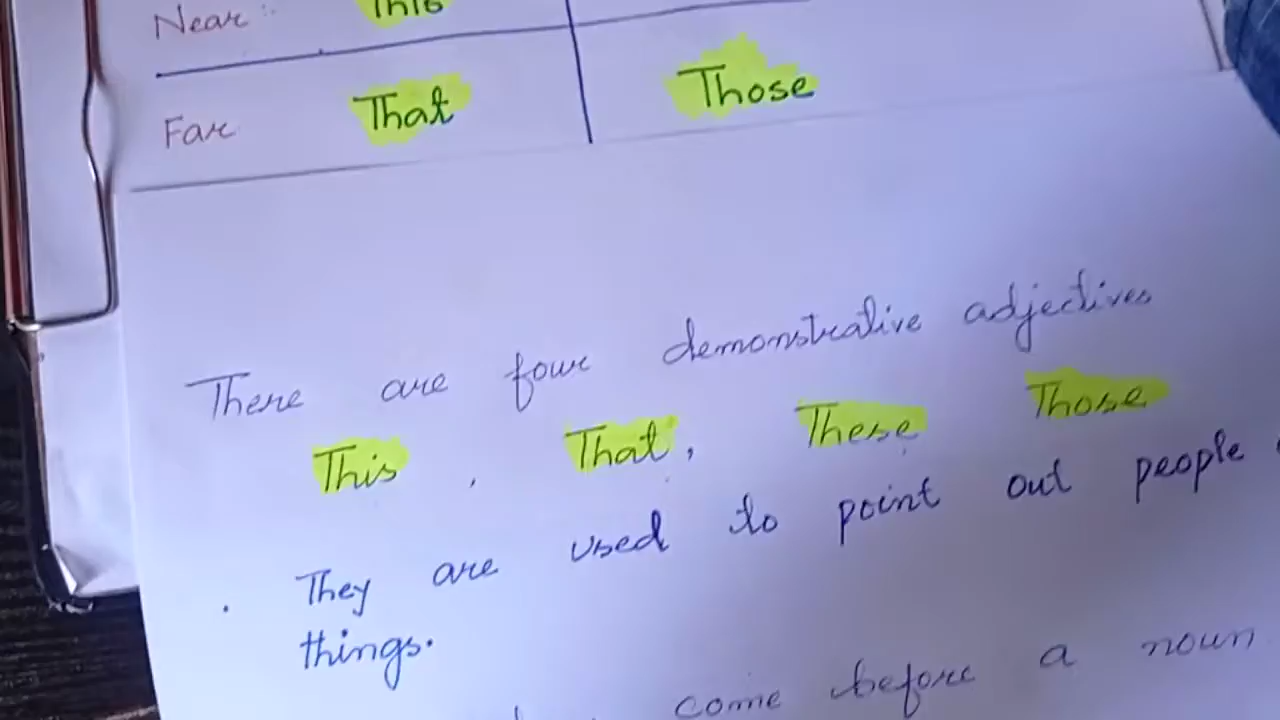 Near : This
Far That Those
There are four demonstrative adjectives
This , That, These Those
. They are used to point out people
things.
come before a noun